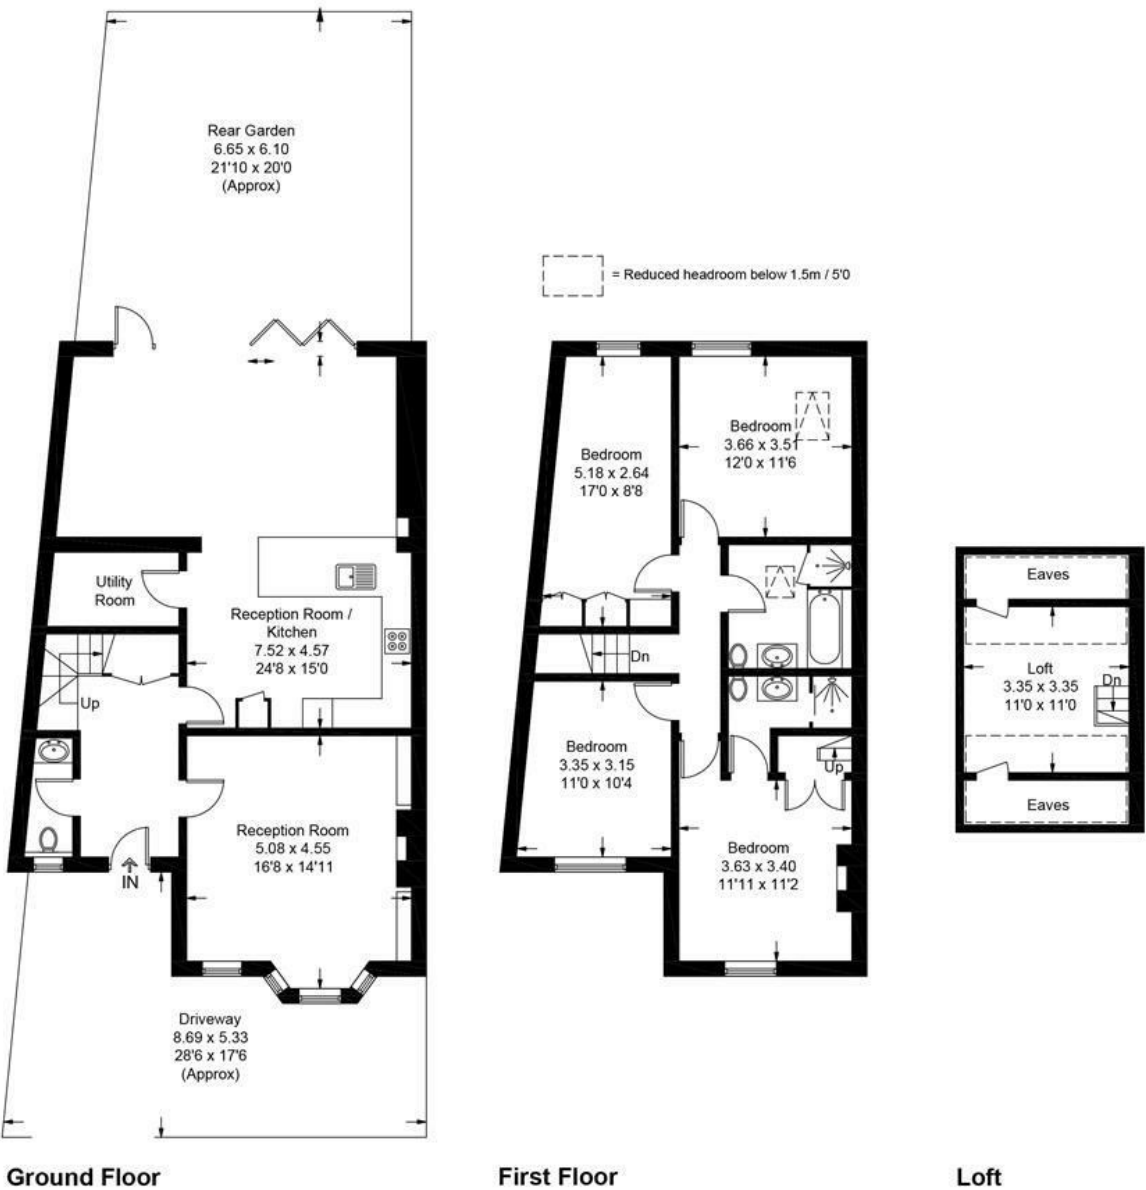 Rear Garden
6.65 x 6.10
21'10 x 20'0
(Approx)
= Reduced headroom below 1.5m / 5'0
Utility
Room
Reception Room /
Kitchen
7.52 x 4.57
24'8 x 15'0
Up
Reception Room
5.08 x 4.55
16'8 x 14'11
IN
Driveway
8.69 x 5.33
28'6 x 17'6
(Approx)
Ground Floor
Bedroom
5.18 x 2.64
17'0 x 8'8
Bedroom
3.66 x 3.51
12'0 x 11'6
Dn
Bedroom
3.35 x 3.15
11'0 x 10'4
Up
Bedroom
3.63 x 3.40
11'11 x 11'2
First Floor
Eaves
Loft
3.35 x 3.35
11'0 x 11'0
Dn
Eaves
Loft